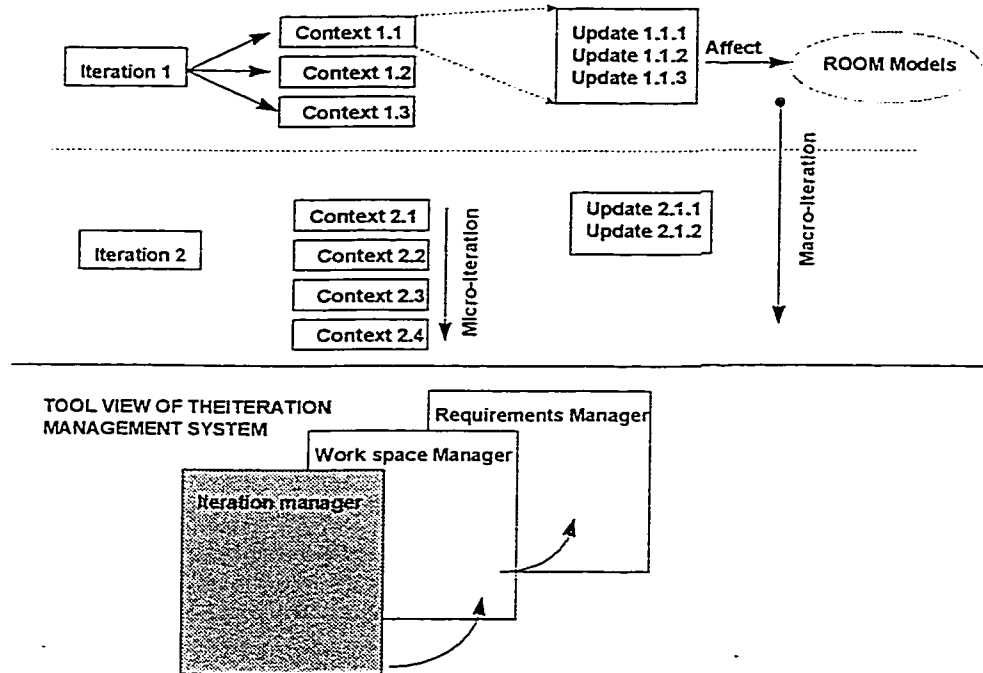 Iteration 1
Context 1.1
Context 1.2
Context 1.3
Update 1.1.1
Update 1.1.2
Update 1.1.3
Affect
ROOM Models
Macro-Iteration
Iteration 2
Context 2.1
Context 2.2
Context 2.3
Context 2.4
Micro-Iteration
Update 2.1.1
Update 2.1.2
TOOL VIEW OF THEITERATION
MANAGEMENT SYSTEM
Requirements Manager
Work space Manager
Iteration manager